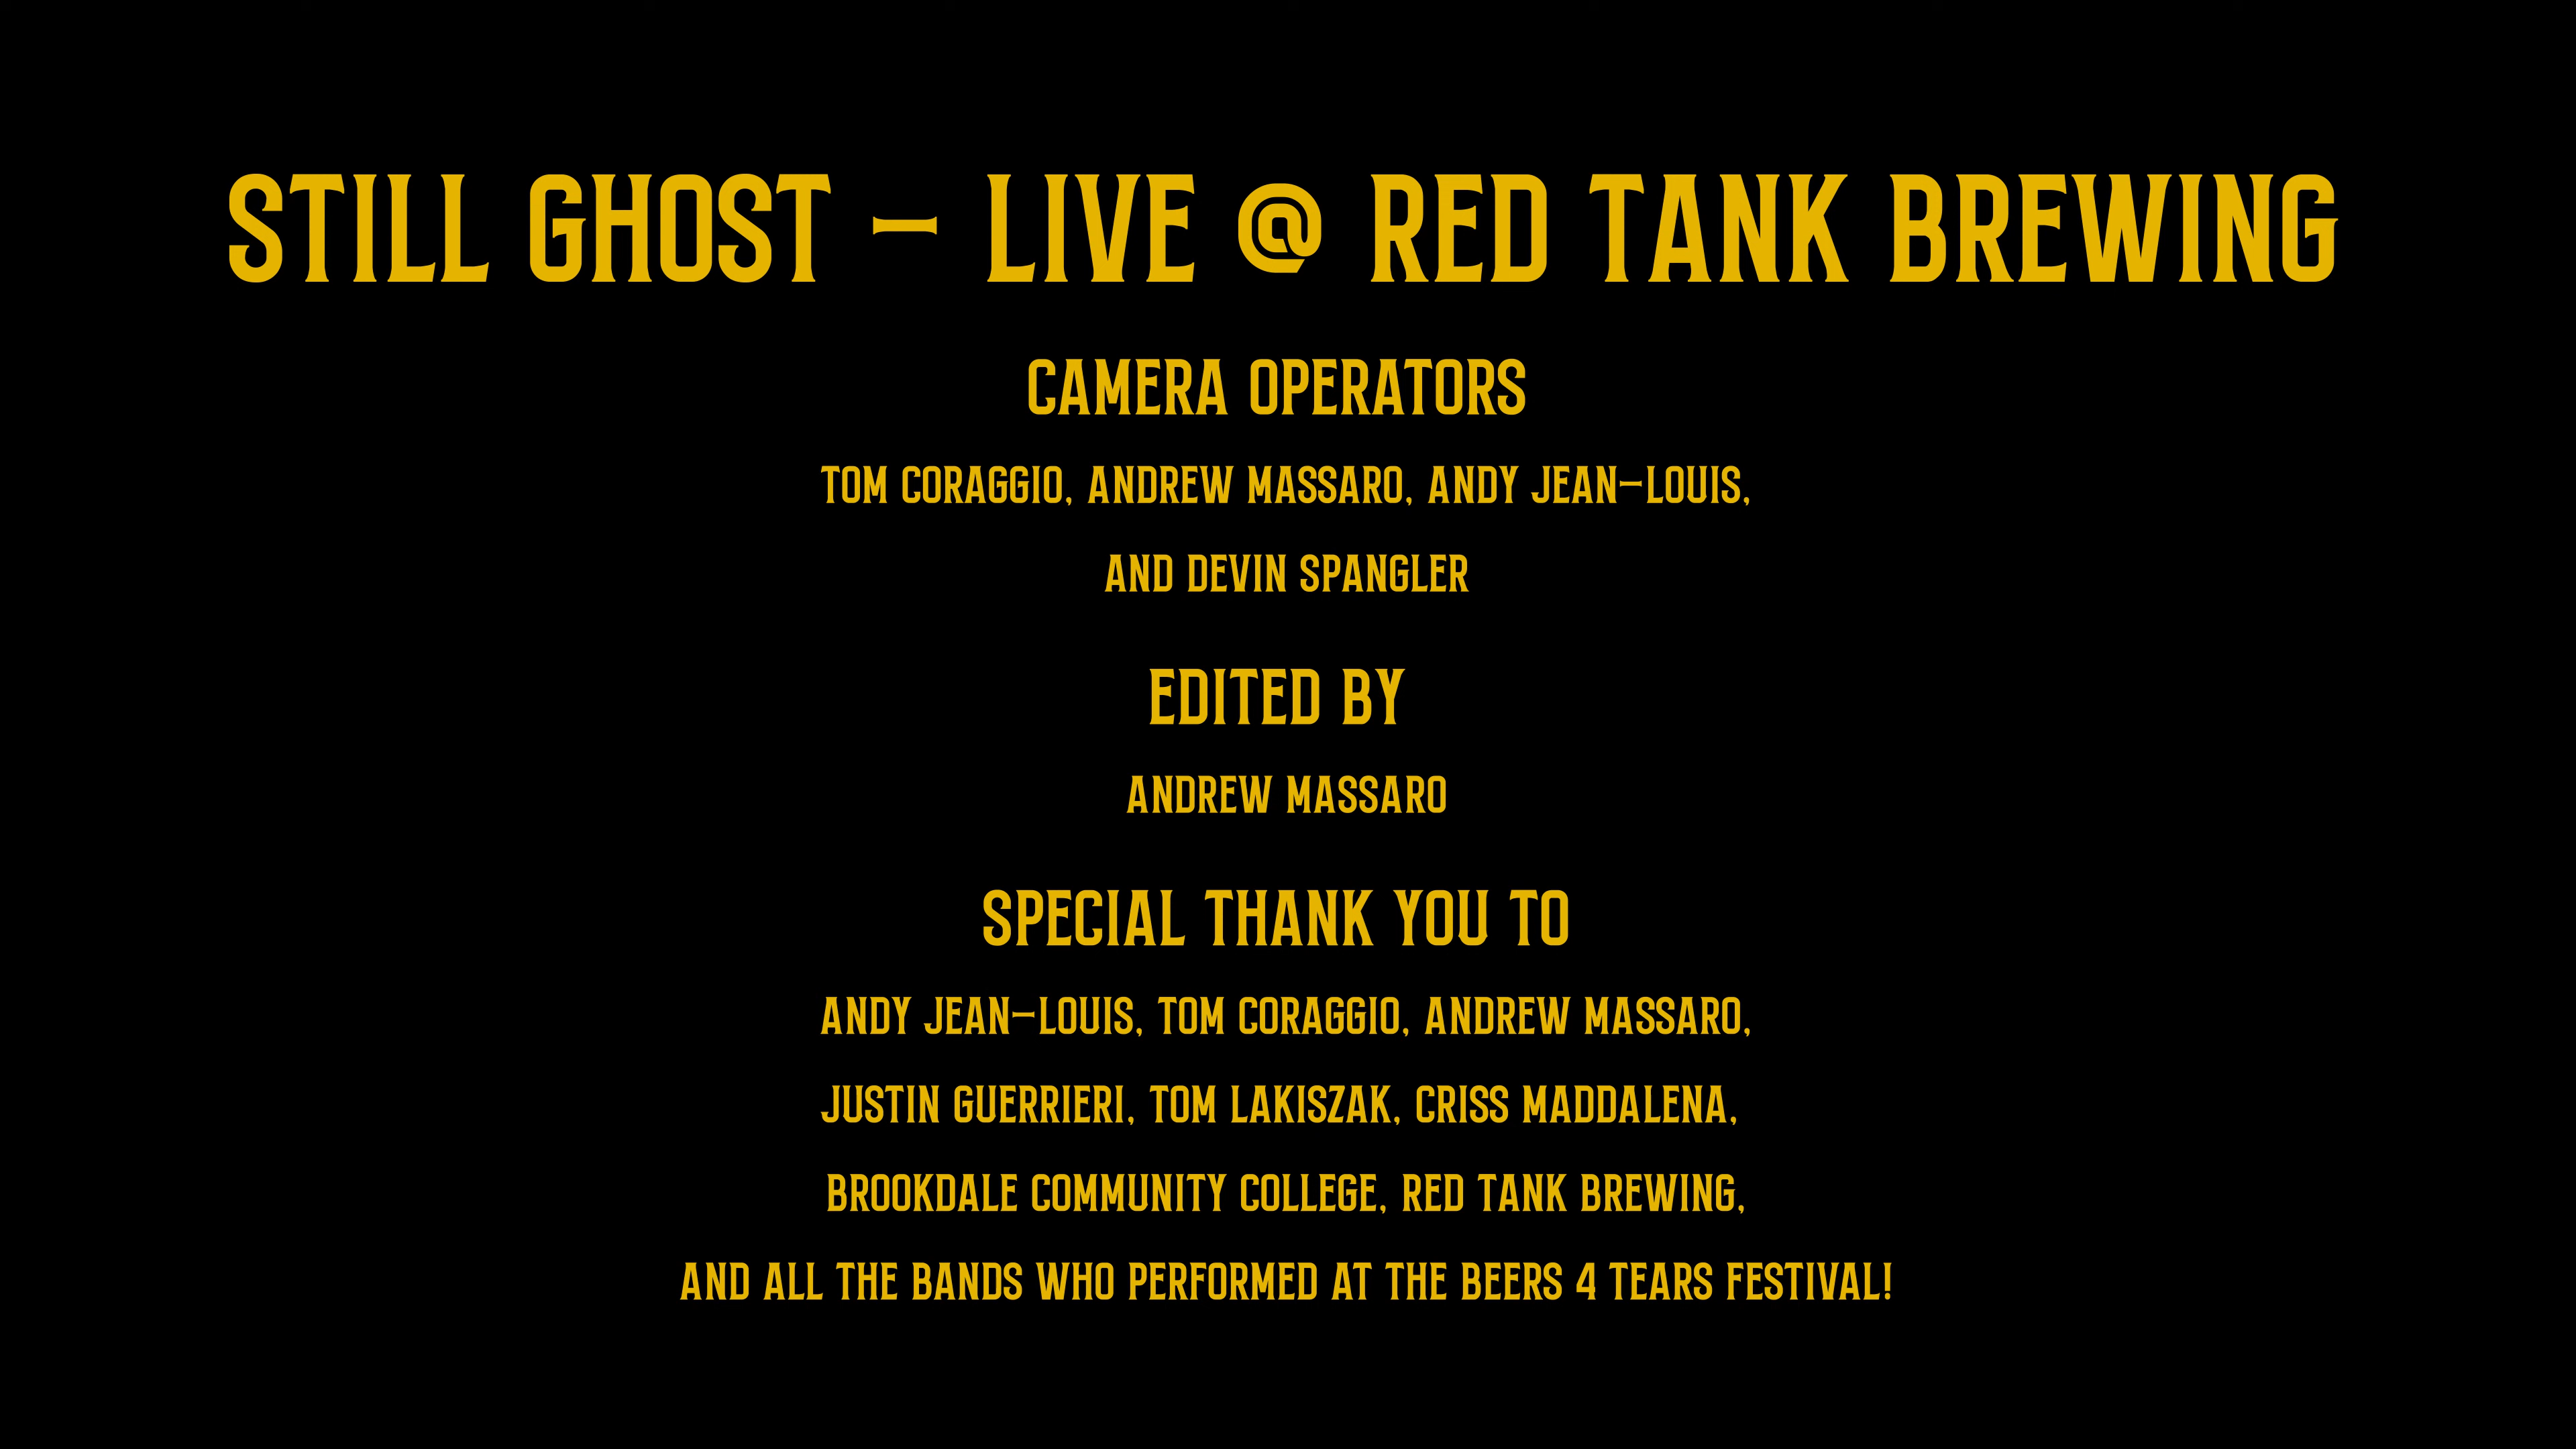 STILL GHOST - LIVE @ RED TANK BREWING
CAMERA OPERATORS
TOM CORAGGIO, ANDREW MASSARO, ANDY JEAN-LOUIS,
AND DEVIN SPANGLER
EDITED BY
ANDREW MASSARO
SPECIAL THANK YOU TO
ANDY JEAN-LOUIS, TOM CORAGGIO, ANDREW MASSARO,
JUSTIN GUERRIERI, TOM LAKISZAK, CRISS MADDALENA,
BROOKDALE COMMUNITY COLLEGE, RED TANK BREWING,
AND ALL THE BANDS WHO PERFORMED AT THE BEERS 4 TEARS FESTIVAL!